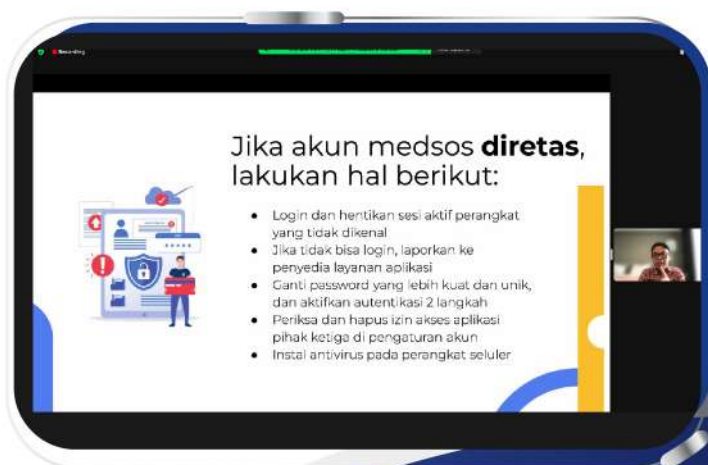 Recording
Jika akun medsos diretas,
lakukan hal berikut:
● Login dan hentikan sesi aktif perangkat
yang tidak dikenal
● Jika tidak bisa login, laporkan ke
penyedia layanan aplikasi
● Ganti password yang lebih kuat dan unik,
dan aktifkan autentikasi 2 langkah
● Periksa dan hapus izin akses aplikasi
pihak ketiga di pengaturan akun
● Instal antivirus pada perangkat seluler